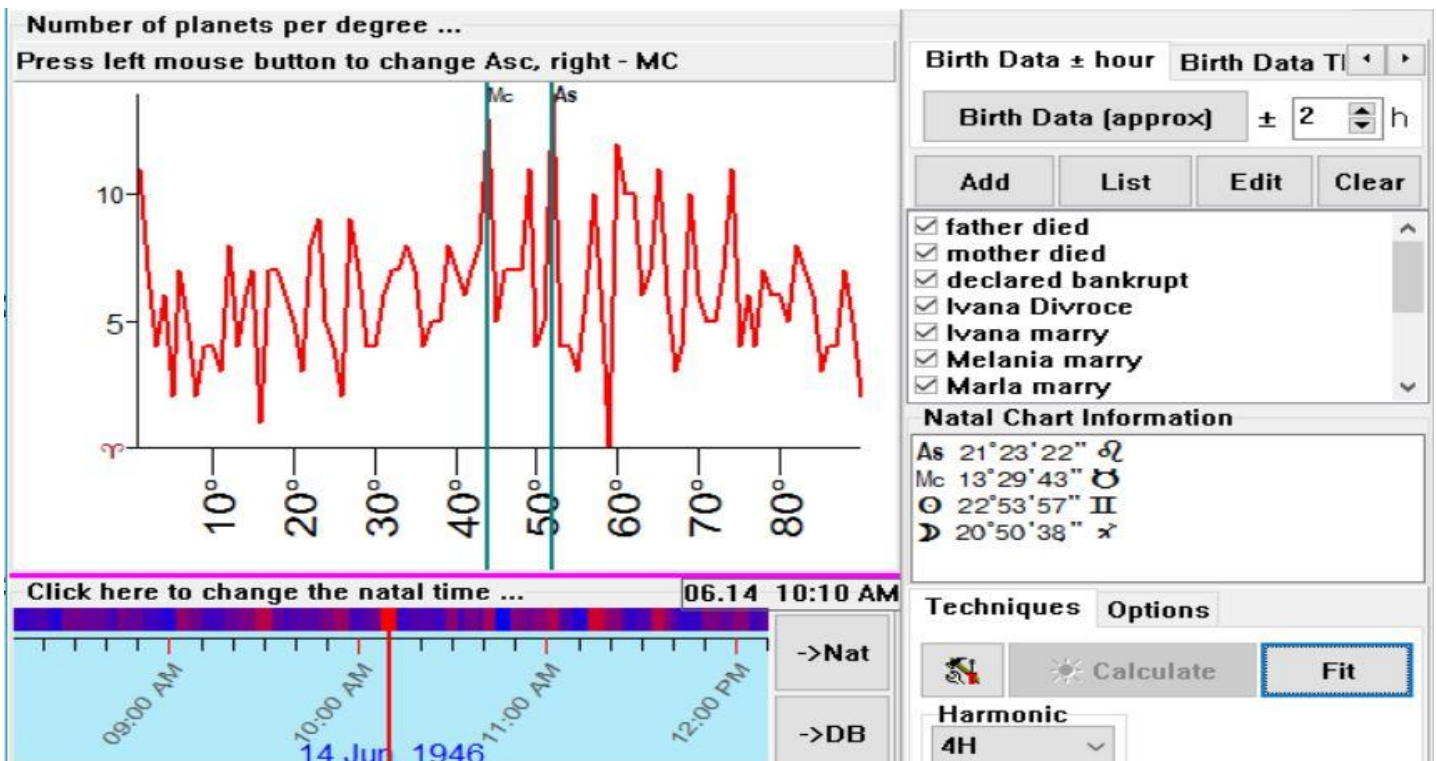 Number of planets per degree ...
Press left mouse button to change Asc, right - MC
Mc As
10
5
♈
10° 20° 30° 40° 50° 60° 70° 80°
Click here to change the natal time ... 06.14 10:10 AM
09:00 AM 10:00 AM 11:00 AM 12:00 PM
14 Jun 1946
->Nat
->DB
Birth Data ± hour Birth Data TI
Birth Data (approx) ± 2 h
Add List Edit Clear
father died
mother died
declared bankrupt
Ivana Divroce
Ivana marry
Melania marry
Marla marry
Natal Chart Information
As 21°23'22" ♌
Mc 13°29'43" ♉
☉ 22°53'57" ♊
☽ 20°50'38" ♐
Techniques Options
Calculate Fit
Harmonic
4H